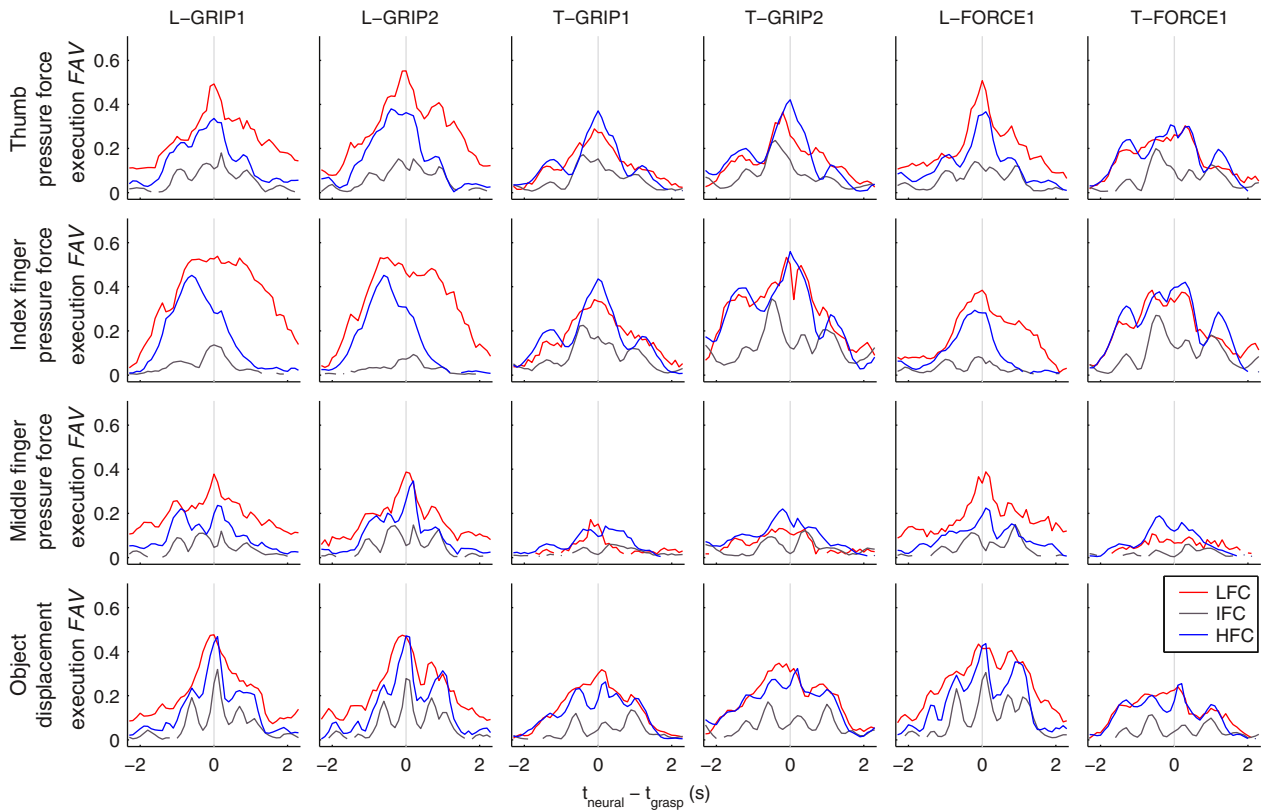 L−GRIP1 L−GRIP2 T−GRIP1 T−GRIP2 L−FORCE1 T−FORCE1
Thumb
pressure force
execution FAV
0.6
0.4
0.2
0
Index finger
pressure force
execution FAV
0.6
0.4
0.2
0
Middle finger
pressure force
execution FAV
0.6
0.4
0.2
0
Object
displacement
execution FAV
0.6
0.4
0.2
0
LFC
IFC
HFC
−2 0 2 −2 0 2 −2 0 2 −2 0 2 −2 0 2 −2 0 2
t_neural − t_grasp (s)